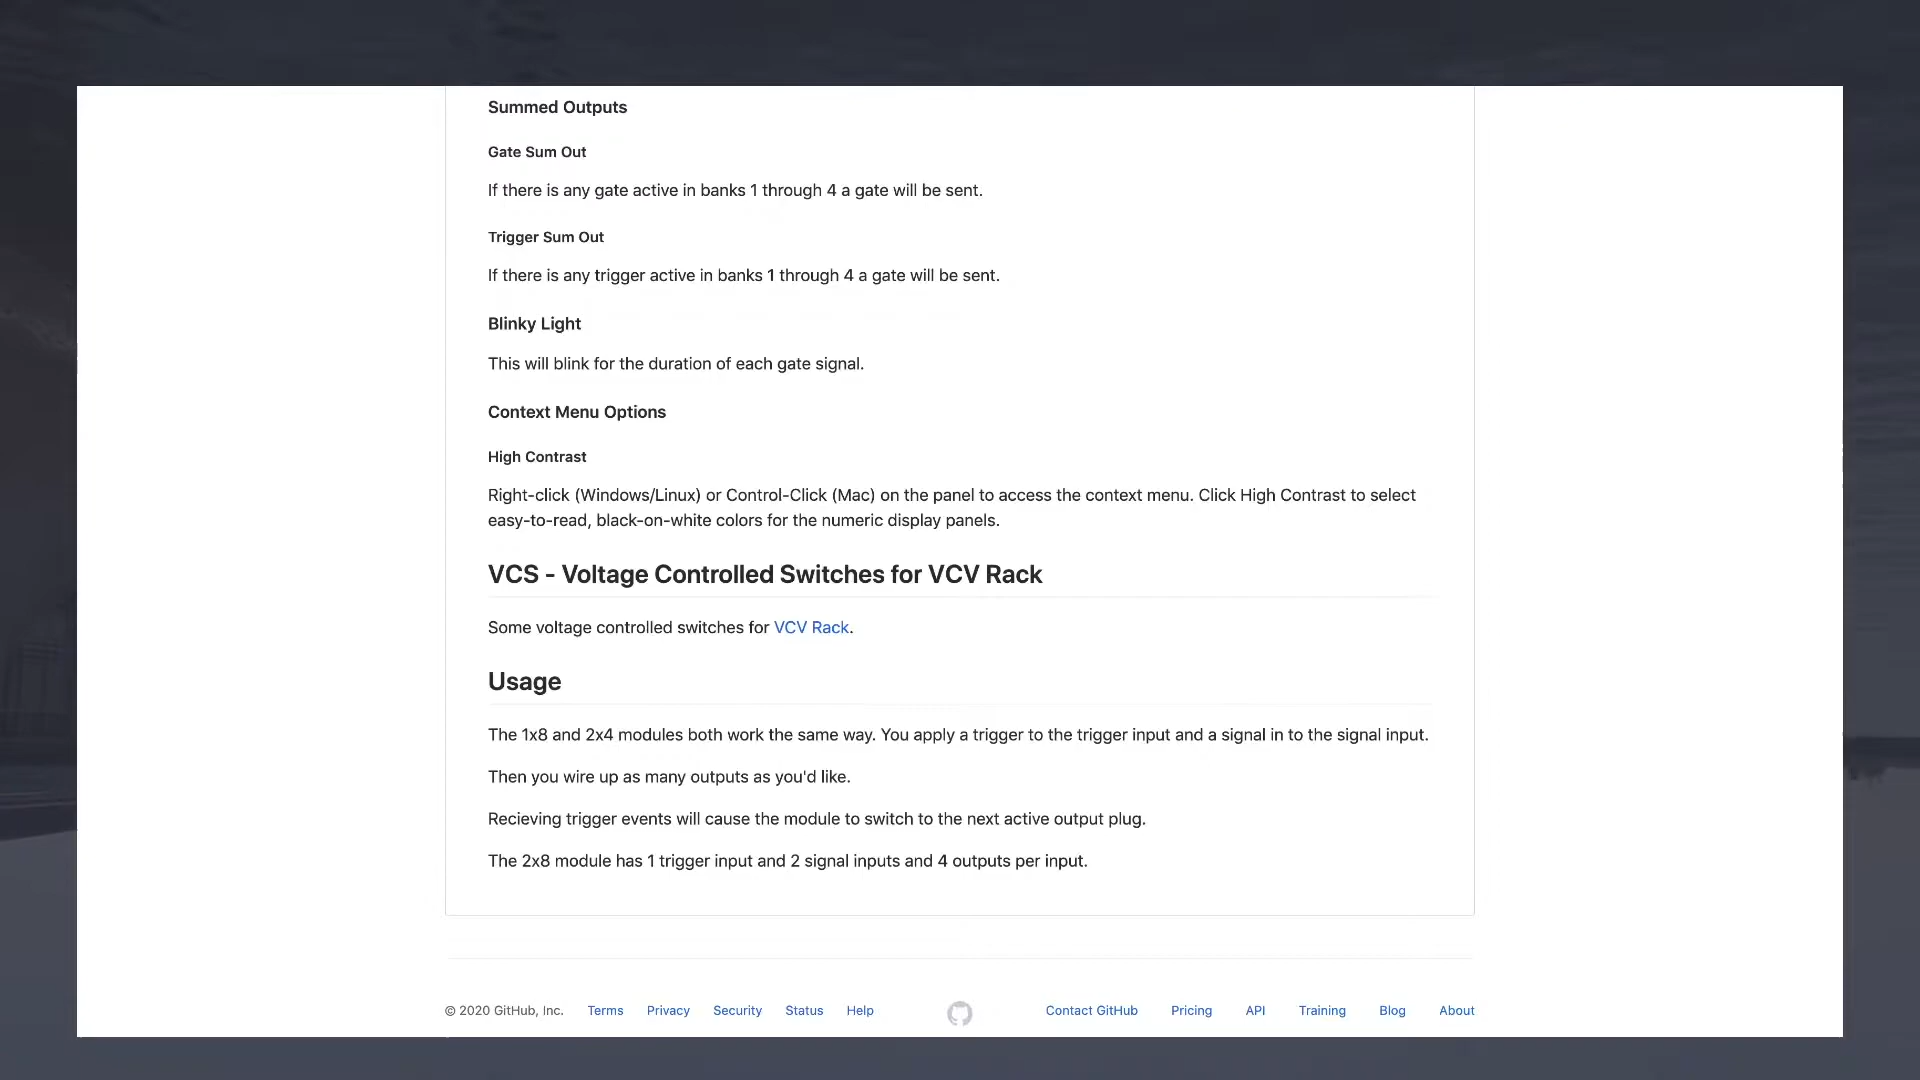 Summed Outputs
Gate Sum Out
If there is any gate active in banks 1 through 4 a gate will be sent.
Trigger Sum Out
If there is any trigger active in banks 1 through 4 a gate will be sent.
Blinky Light
This will blink for the duration of each gate signal.
Context Menu Options
High Contrast
Right-click (Windows/Linux) or Control-Click (Mac) on the panel to access the context menu. Click High Contrast to select
easy-to-read, black-on-white colors for the numeric display panels.
VCS - Voltage Controlled Switches for VCV Rack
Some voltage controlled switches for VCV Rack.
Usage
The 1x8 and 2x4 modules both work the same way. You apply a trigger to the trigger input and a signal in to the signal input.
Then you wire up as many outputs as you'd like.
Recieving trigger events will cause the module to switch to the next active output plug.
The 2x8 module has 1 trigger input and 2 signal inputs and 4 outputs per input.
© 2020 GitHub, Inc. Terms Privacy Security Status Help Contact GitHub Pricing API Training Blog About